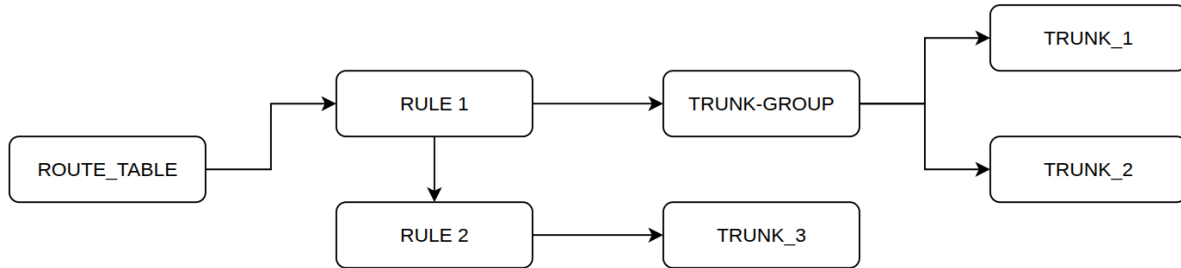 ROUTE_TABLE
RULE 1
TRUNK-GROUP
TRUNK_1
TRUNK_2
RULE 2
TRUNK_3